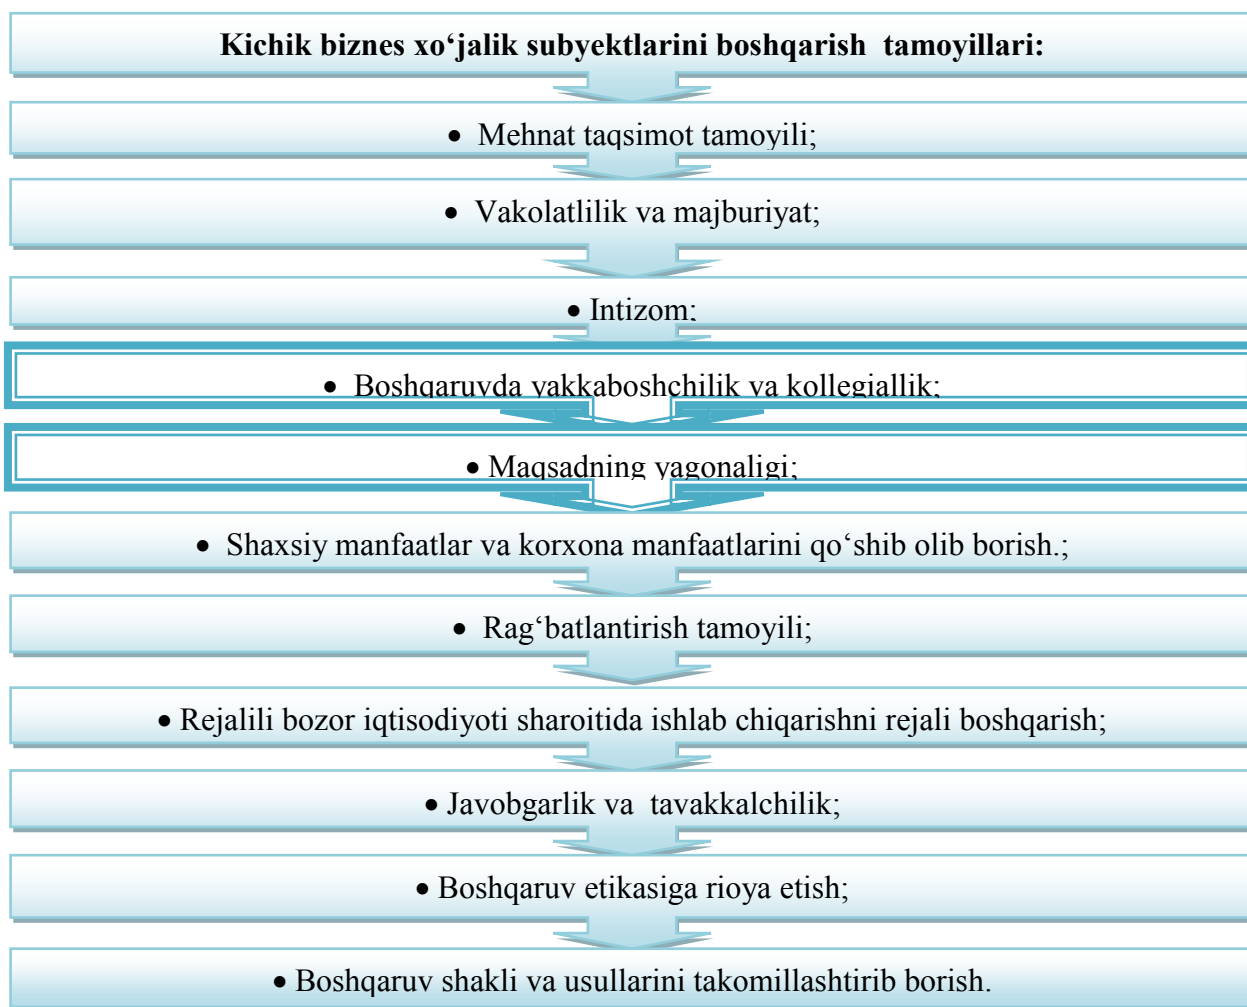 Kichik biznes xo‘jalik subyektlarini boshqarish tamoyillari:
• Mehnat taqsimot tamoyili;
• Vakolatlilik va majburiyat;
• Intizom;
• Boshqaruvda yakkaboshchilik va kollegiallik;
• Maqsadning yagonaligi;
• Shaxsiy manfaatlar va korxona manfaatlarini qo‘shib olib borish.;
• Rag‘batlantirish tamoyili;
• Rejalili bozor iqtisodiyoti sharoitida ishlab chiqarishni rejali boshqarish;
• Javobgarlik va tavakkalchilik;
• Boshqaruv etikasiga rioya etish;
• Boshqaruv shakli va usullarini takomillashtirib borish.